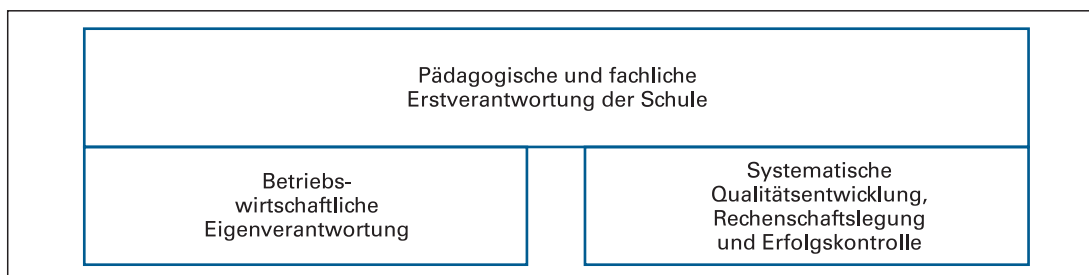 Pädagogische und fachliche
Erstverantwortung der Schule
Betriebs-
wirtschaftliche
Eigenverantwortung
Systematische
Qualitätsentwicklung,
Rechenschaftslegung
und Erfolgskontrolle